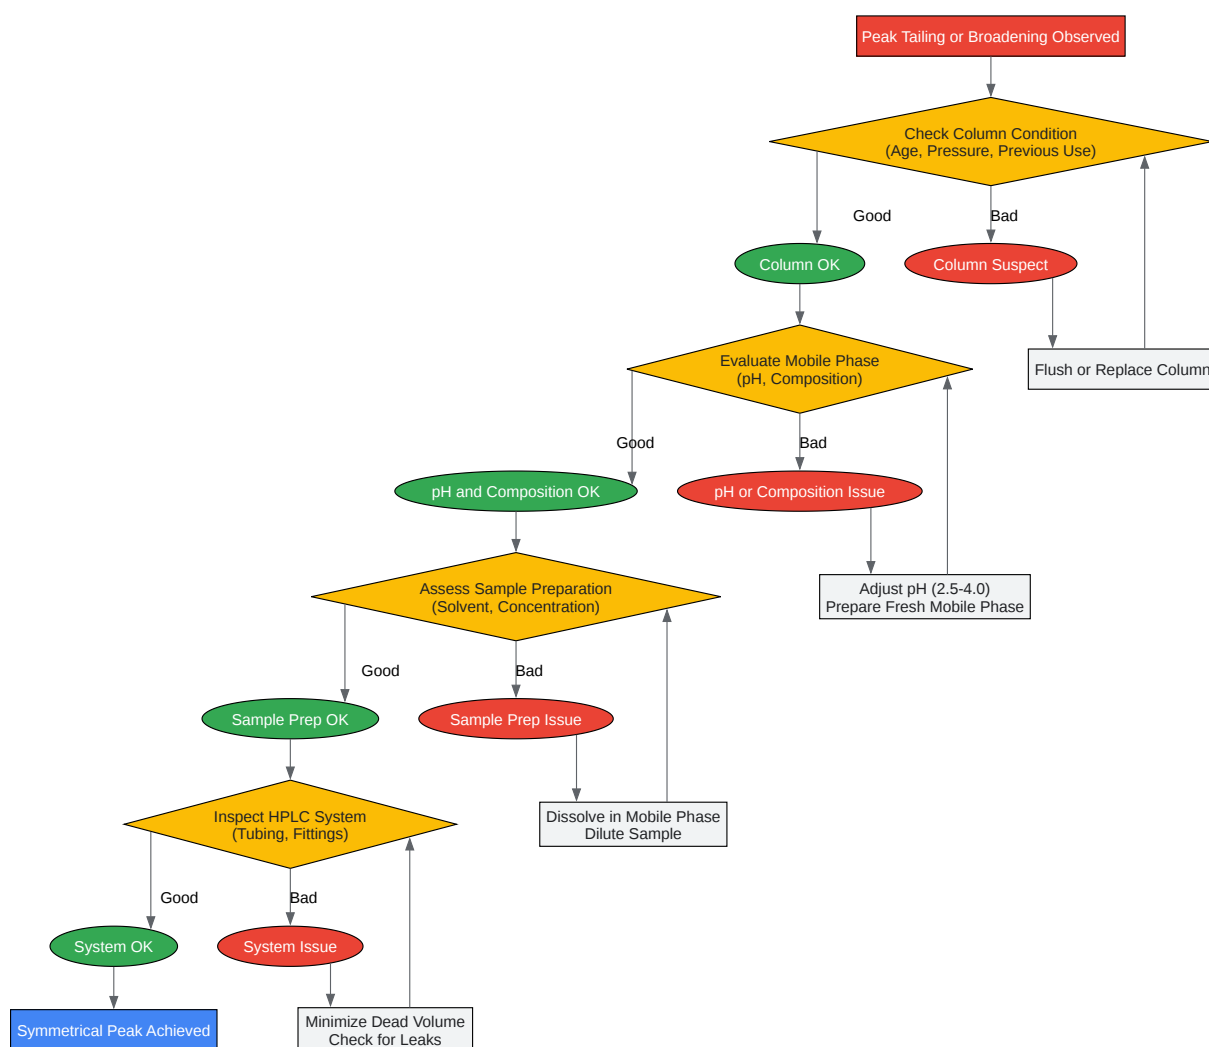 Peak Tailing or Broadening Observed
Check Column Condition
(Age, Pressure, Previous Use)
Good
Bad
Column OK
Column Suspect
Evaluate Mobile Phase
(pH, Composition)
Flush or Replace Column
Good
Bad
pH and Composition OK
pH or Composition Issue
Assess Sample Preparation
(Solvent, Concentration)
Adjust pH (2.5-4.0)
Prepare Fresh Mobile Phase
Good
Bad
Sample Prep OK
Sample Prep Issue
Inspect HPLC System
(Tubing, Fittings)
Dissolve in Mobile Phase
Dilute Sample
Good
Bad
System OK
System Issue
Symmetrical Peak Achieved
Minimize Dead Volume
Check for Leaks